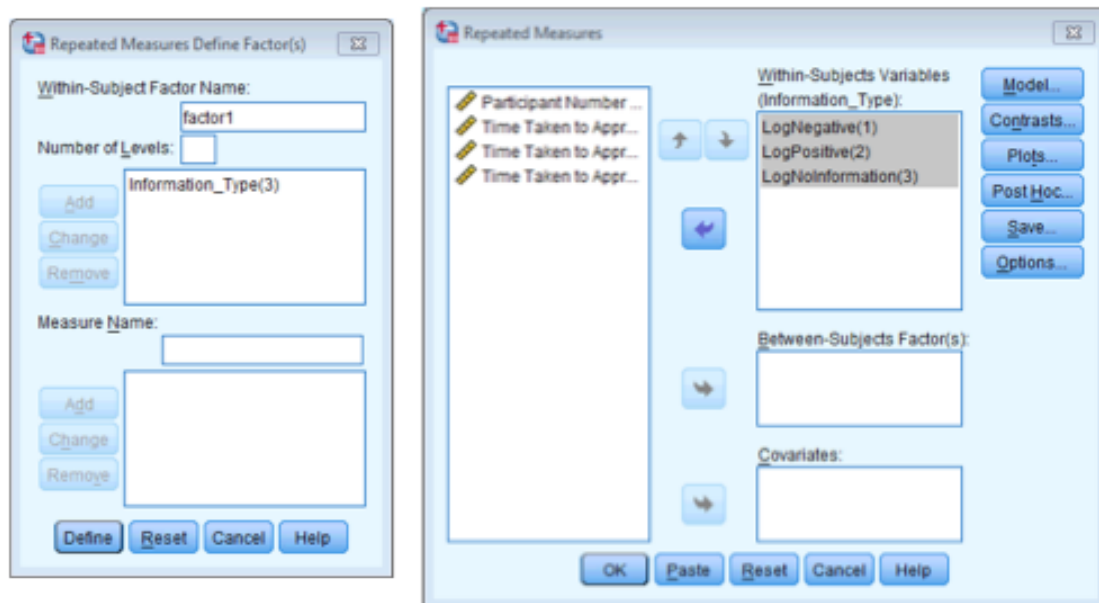 Repeated Measures Define Factor(s)
Within-Subject Factor Name:
factor1
Number of Levels:
Information_Type(3)
Add
Change
Remove
Measure Name:
Add
Change
Remove
Define Reset Cancel Help
Repeated Measures
Participant Number ...
Time Taken to Appr...
Time Taken to Appr...
Time Taken to Appr...
Within-Subjects Variables
(Information_Type):
LogNegative(1)
LogPositive(2)
LogNoInformation(3)
Model...
Contrasts...
Plots...
Post Hoc...
Save...
Options...
Between-Subjects Factor(s):
Covariates:
OK Paste Reset Cancel Help